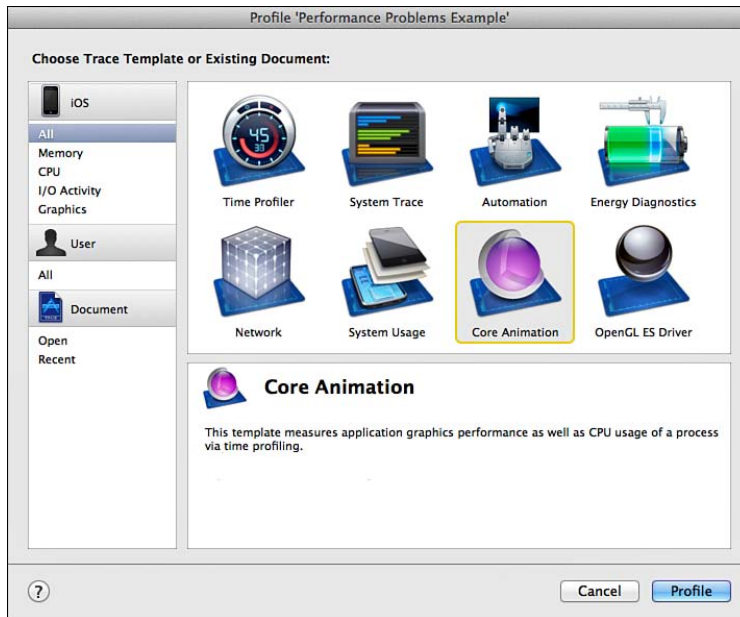 Profile 'Performance Problems Example'
Choose Trace Template or Existing Document:
iOS
All
Memory
CPU
I/O Activity
Graphics
User
All
Document
Open
Recent
45
30
Time Profiler
System Trace
Automation
Energy Diagnostics
Network
System Usage
Core Animation
OpenGL ES Driver
Core Animation
This template measures application graphics performance as well as CPU usage of a process
via time profiling.
?
Cancel
Profile